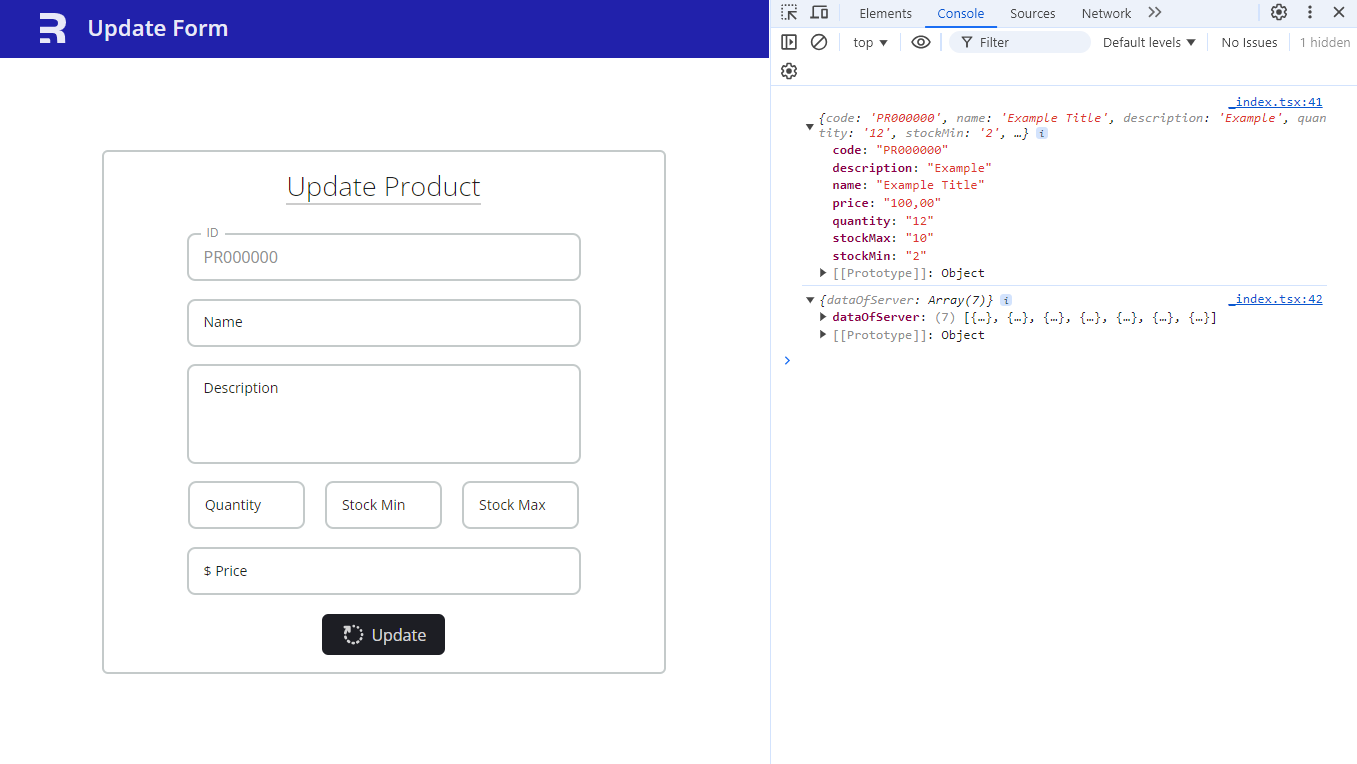 Update Form
Update Product
ID
PR000000
Name
Description
Quantity Stock Min Stock Max
$ Price
Update
Elements Console Sources Network
top Filter Default levels No Issues 1 hidden
_index.tsx:41
{code: 'PR000000', name: 'Example Title', description: 'Example', quan
tity: '12', stockMin: '2', …} i
code: "PR000000"
description: "Example"
name: "Example Title"
price: "100,00"
quantity: "12"
stockMax: "10"
stockMin: "2"
[[Prototype]]: Object
{dataOfServer: Array(7)} i _index.tsx:42
dataOfServer: (7) [{…}, {…}, {…}, {…}, {…}, {…}, {…}]
[[Prototype]]: Object